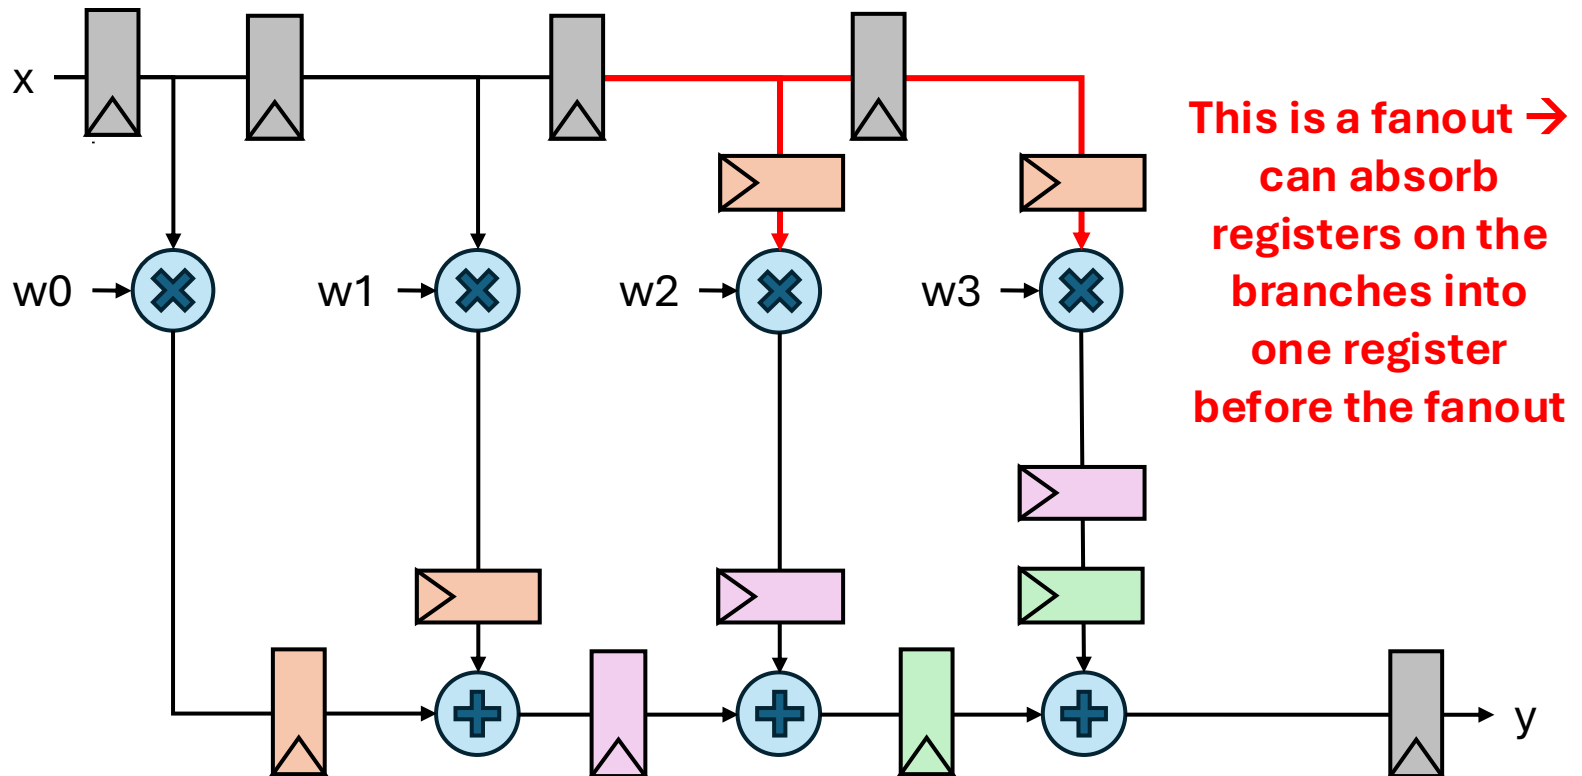 x
This is a fanout →
can absorb
registers on the
branches into
one register
before the fanout
w0
w1
w2
w3
y